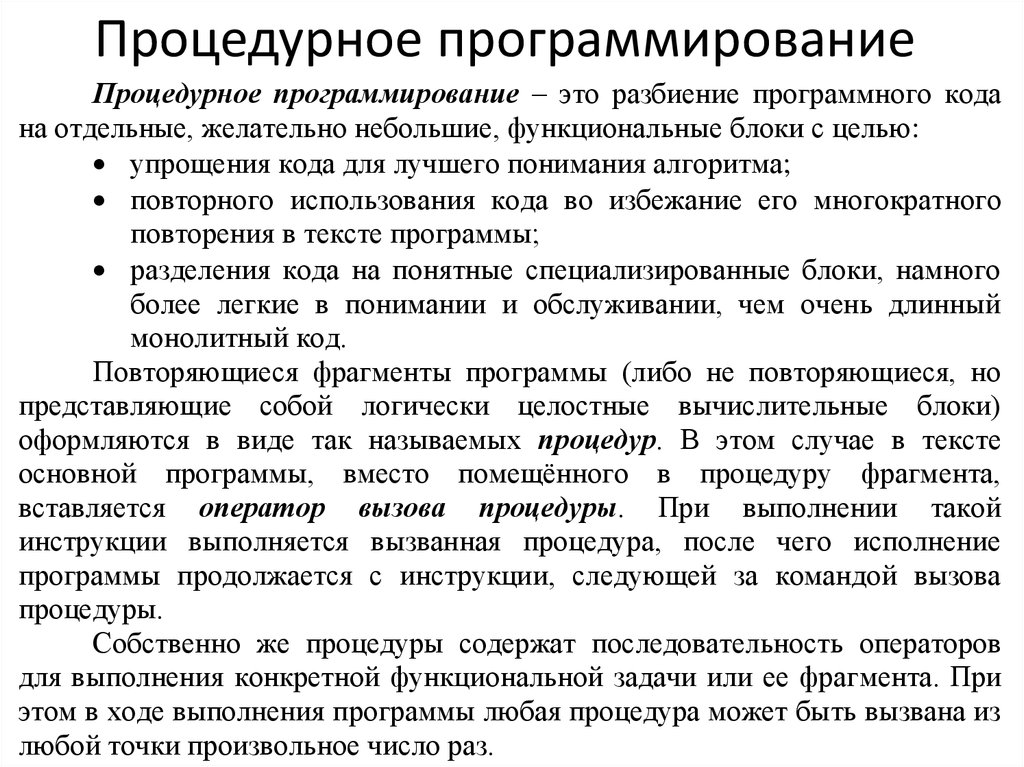 Процедурное программирование
Процедурное программирование – это разбиение программного кода
на отдельные, желательно небольшие, функциональные блоки с целью:
• упрощения кода для лучшего понимания алгоритма;
• повторного использования кода во избежание его многократного
повторения в тексте программы;
• разделения кода на понятные специализированные блоки, намного
более легкие в понимании и обслуживании, чем очень длинный
монолитный код.
Повторяющиеся фрагменты программы (либо не повторяющиеся, но
представляющие собой логически целостные вычислительные блоки)
оформляются в виде так называемых процедур. В этом случае в тексте
основной программы, вместо помещённого в процедуру фрагмента,
вставляется оператор вызова процедуры. При выполнении такой
инструкции выполняется вызванная процедура, после чего исполнение
программы продолжается с инструкции, следующей за командой вызова
процедуры.
Собственно же процедуры содержат последовательность операторов
для выполнения конкретной функциональной задачи или ее фрагмента. При
этом в ходе выполнения программы любая процедура может быть вызвана из
любой точки произвольное число раз.